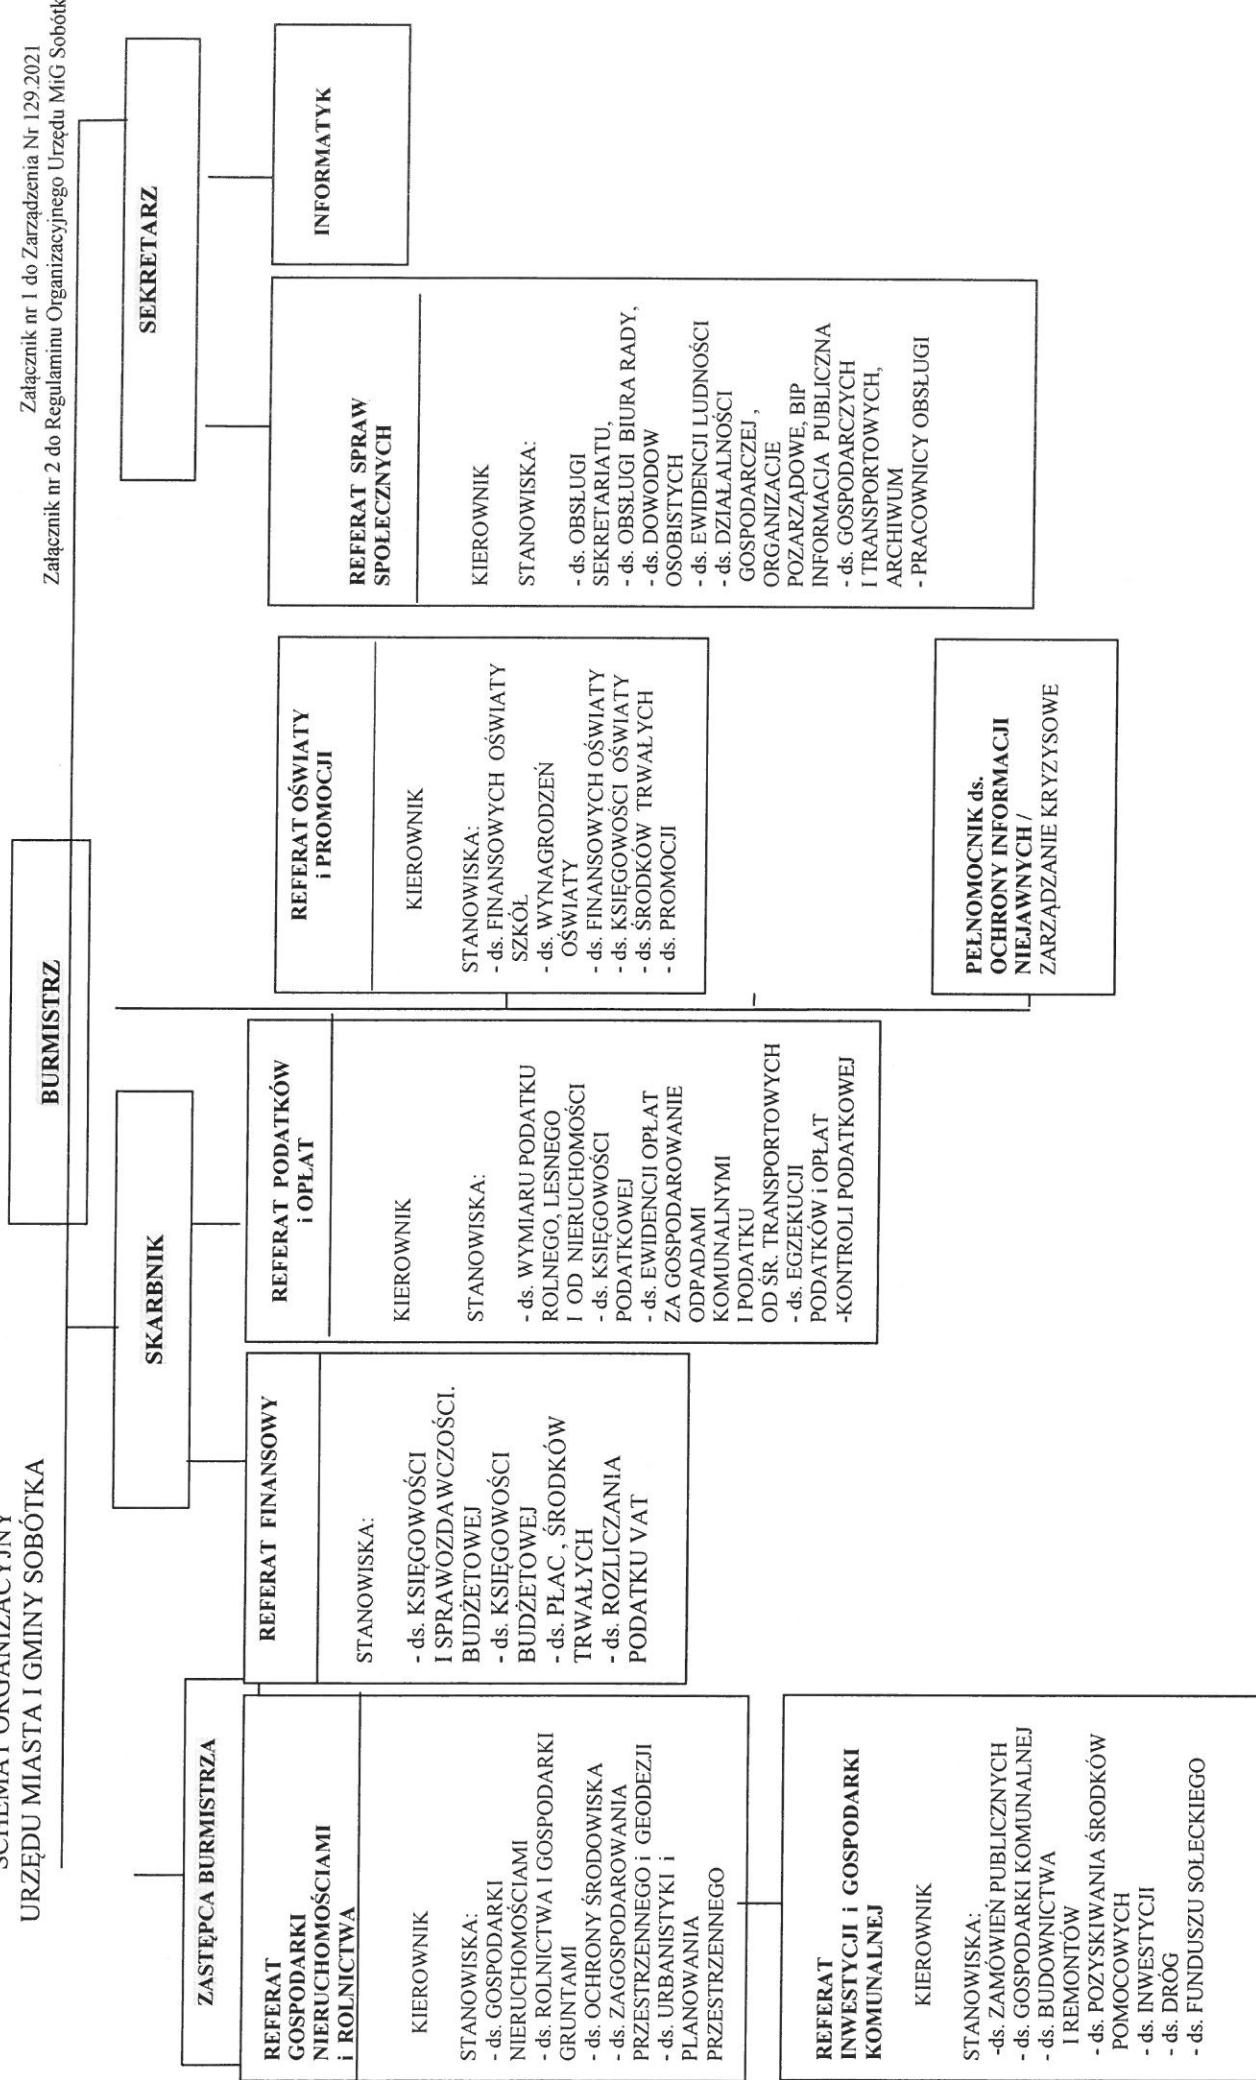 Załącznik nr 1 do Zarządzenia Nr 129.2021
Załącznik nr 2 do Regulaminu Organizacyjnego Urzędu MiG Sobótk
SCHEMAT ORGANIZACYJNY
URZĘDU MIASTA I GMINY SOBÓTKA
BURMISTRZ
ZASTĘPCA BURMISTRZA
REFERAT
GOSPODARKI
NIERUCHOMOŚCIAMI
i ROLNICTWA
KIEROWNIK
STANOWISKA:
- ds. GOSPODARKI
NIERUCHOMOŚCIAMI
- ds. ROLNICTWA I GOSPODARKI
GRUNTAMI
- ds. OCHRONY ŚRODOWISKA
- ds. ZAGOSPODAROWANIA
PRZESTRZENNEGO i GEODEZJI
- ds. URBANISTYKI i
PLANOWANIA
PRZESTRZENNEGO
REFERAT
INWESTYCJI i GOSPODARKI
KOMUNALNEJ
KIEROWNIK
STANOWISKA:
-ds. ZAMÓWIEŃ PUBLICZNYCH
- ds. GOSPODARKI KOMUNALNEJ
- ds. BUDOWNICTWA
I REMONTÓW
- ds. POZYSKIWANIA ŚRODKÓW
POMOCOWYCH
- ds. INWESTYCJI
- ds. DRÓG
- ds. FUNDUSZU SOŁECKIEGO
SKARBNIK
REFERAT FINANSOWY
STANOWISKA:
- ds. KSIĘGOWOŚCI
I SPRAWOZDAWCZOŚCI.
BUDŻETOWEJ
- ds. KSIĘGOWOŚCI
BUDŻETOWEJ
- ds. PŁAC , ŚRODKÓW
TRWAŁYCH
- ds. ROZLICZANIA
PODATKU VAT
REFERAT PODATKÓW
i OPŁAT
KIEROWNIK
STANOWISKA:
- ds. WYMIARU PODATKU
ROLNEGO, LESNEGO
I OD NIERUCHOMOŚCI
- ds. KSIĘGOWOŚCI
PODATKOWEJ
- ds. EWIDENCJI OPŁAT
ZA GOSPODAROWANIE
ODPADAMI
KOMUNALNYMI
I PODATKU
OD ŚR. TRANSPORTOWYCH
- ds. EGZEKUCJI
PODATKÓW i OPŁAT
-KONTROLI PODATKOWEJ
REFERAT OŚWIATY
i PROMOCJI
KIEROWNIK
STANOWISKA:
- ds. FINANSOWYCH OŚWIATY
SZKÓŁ
- ds. WYNAGRODZEŃ
OŚWIATY
- ds. FINANSOWYCH OŚWIATY
- ds. KSIĘGOWOŚCI OŚWIATY
- ds. ŚRODKÓW TRWAŁYCH
- ds. PROMOCJI
PEŁNOMOCNIK ds.
OCHRONY INFORMACJI
NIEJAWNYCH /
ZARZĄDZANIE KRYZYSOWE
SEKRETARZ
REFERAT SPRAW
SPOŁECZNYCH
KIEROWNIK
STANOWISKA:
- ds. OBSŁUGI
SEKRETARIATU,
- ds. OBSŁUGI BIURA RADY,
- ds. DOWODOW
OSOBISTYCH
- ds. EWIDENCJI LUDNOŚCI
- ds. DZIAŁALNOŚCI
GOSPODARCZEJ ,
ORGANIZACJE
POZARZĄDOWE, BIP
INFORMACJA PUBLICZNA
- ds. GOSPODARCZYCH
I TRANSPORTOWYCH,
ARCHIWUM
- PRACOWNICY OBSŁUGI
INFORMATYK